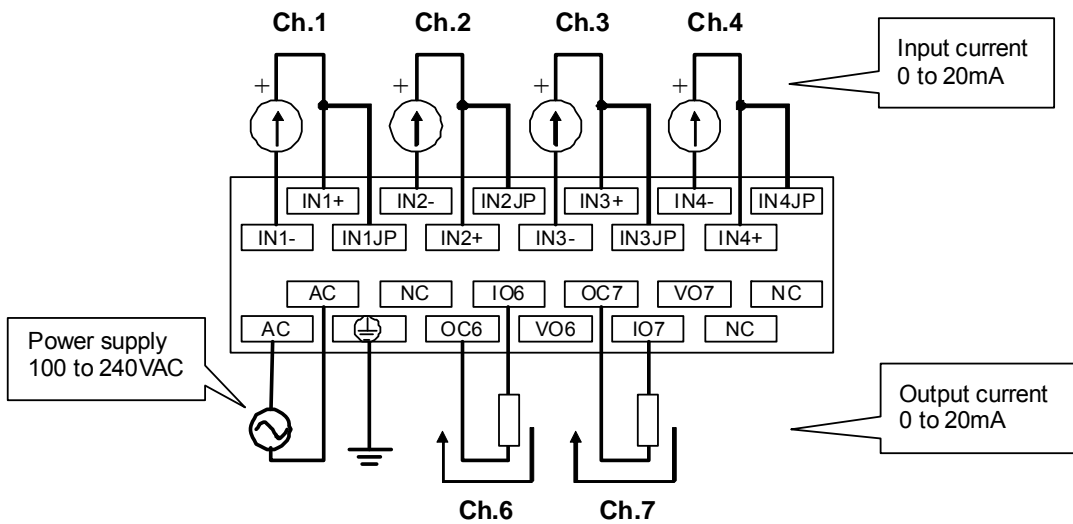 Ch.1 Ch.2 Ch.3 Ch.4
Input current
0 to 20mA
+ + + +
IN1+ IN2- IN2JP IN3+ IN4- IN4JP
IN1- IN1JP IN2+ IN3- IN3JP IN4+
AC NC IO6 OC7 VO7 NC
AC OC6 VO6 IO7 NC
Power supply
100 to 240VAC
Output current
0 to 20mA
Ch.6 Ch.7